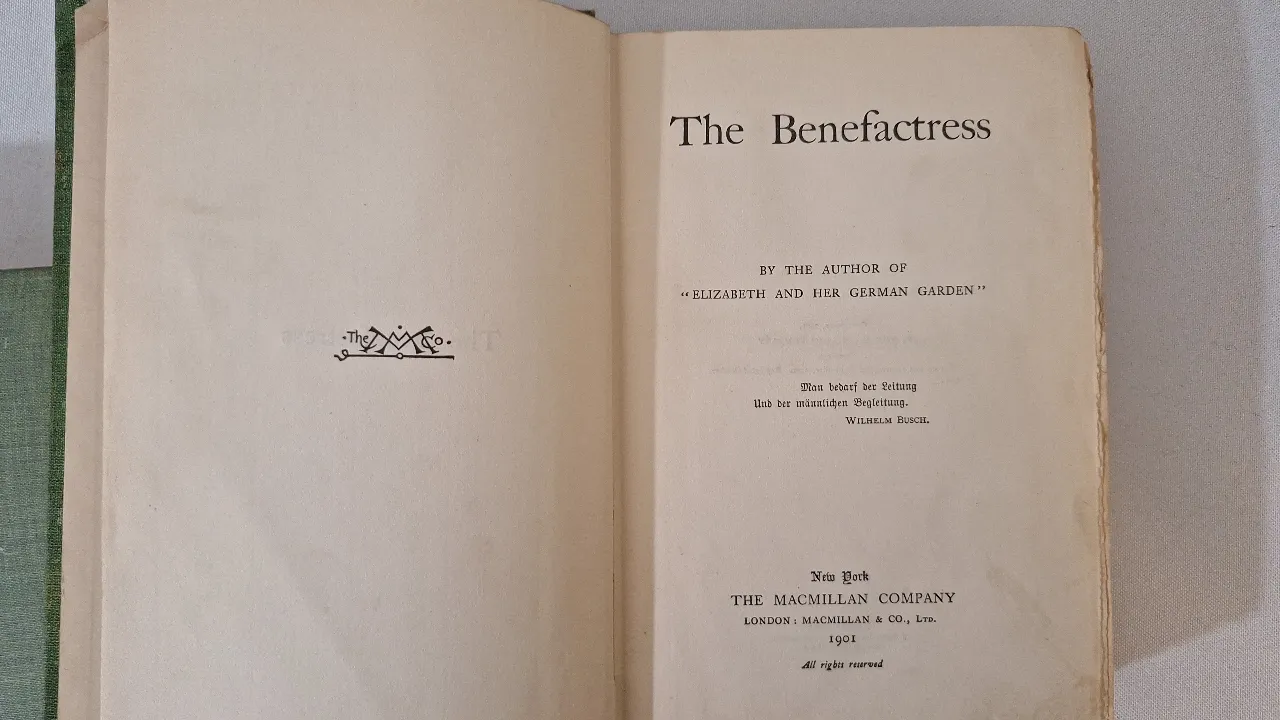 ·The MM Co·
The Benefactress
BY THE AUTHOR OF
“ELIZABETH AND HER GERMAN GARDEN”
Man bedarf der Leitung
Und der männlichen Begleitung.
WILHELM BUSCH.
New York
THE MACMILLAN COMPANY
LONDON: MACMILLAN & CO., LTD.
1901
All rights reserved